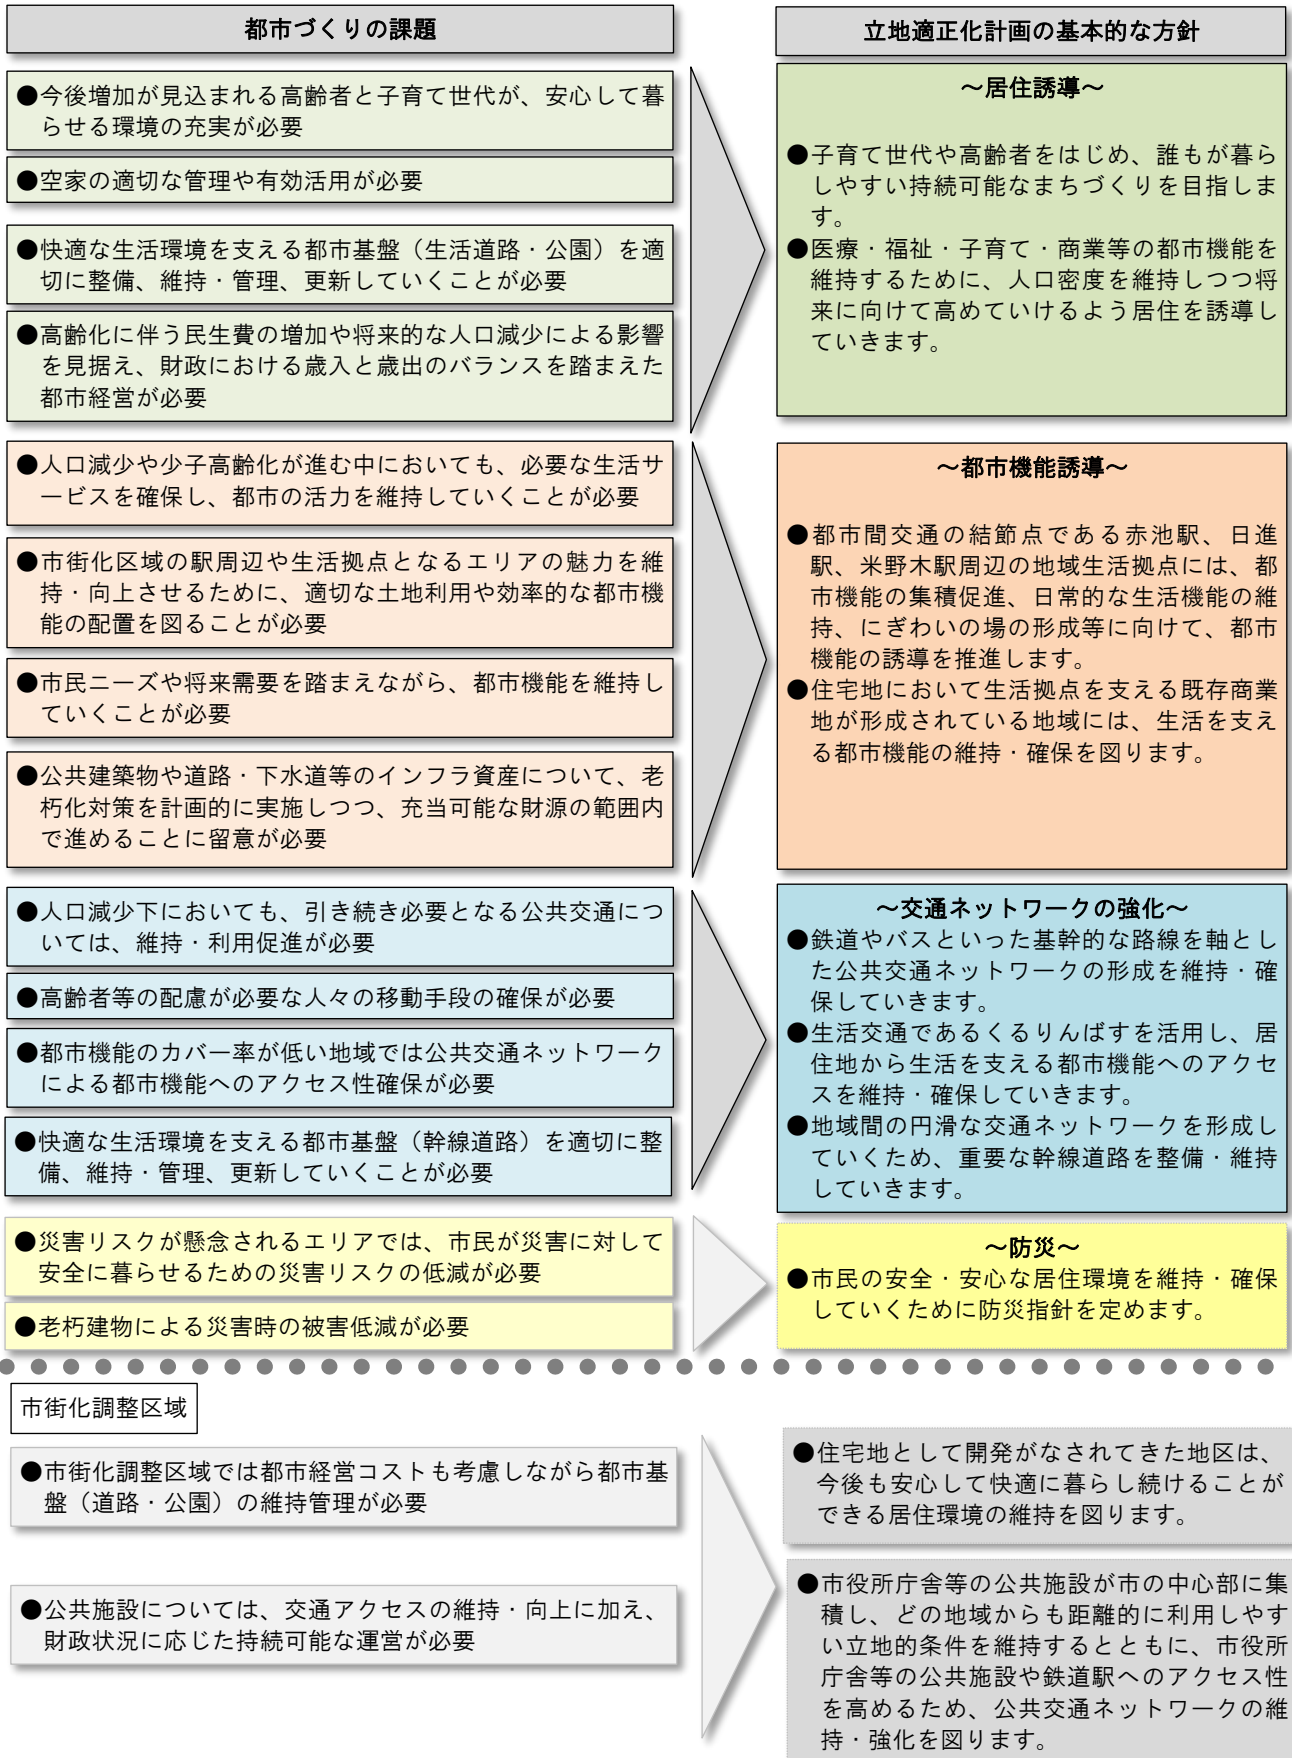 都市づくりの課題
●今後増加が見込まれる高齢者と子育て世代が、安心して暮
らせる環境の充実が必要
●空家の適切な管理や有効活用が必要
●快適な生活環境を支える都市基盤（生活道路・公園）を適
切に整備、維持・管理、更新していくことが必要
●高齢化に伴う民生費の増加や将来的な人口減少による影響
を見据え、財政における歳入と歳出のバランスを踏まえた
都市経営が必要
立地適正化計画の基本的な方針
～居住誘導～
●子育て世代や高齢者をはじめ、誰もが暮ら
しやすい持続可能なまちづくりを目指しま
す。
●医療・福祉・子育て・商業等の都市機能を
維持するために、人口密度を維持しつつ将
来に向けて高めていけるよう居住を誘導し
ていきます。
●人口減少や少子高齢化が進む中においても、必要な生活サ
ービスを確保し、都市の活力を維持していくことが必要
●市街化区域の駅周辺や生活拠点となるエリアの魅力を維
持・向上させるために、適切な土地利用や効率的な都市機
能の配置を図ることが必要
●市民ニーズや将来需要を踏まえながら、都市機能を維持し
ていくことが必要
●公共建築物や道路・下水道等のインフラ資産について、老
朽化対策を計画的に実施しつつ、充当可能な財源の範囲内
で進めることに留意が必要
～都市機能誘導～
●都市間交通の結節点である赤池駅、日進
駅、米野木駅周辺の地域生活拠点には、都
市機能の集積促進、日常的な生活機能の維
持、にぎわいの場の形成等に向けて、都市
機能の誘導を推進します。
●住宅地において生活拠点を支える既存商業
地が形成されている地域には、生活を支え
る都市機能の維持・確保を図ります。
●人口減少下においても、引き続き必要となる公共交通につ
いては、維持・利用促進が必要
●高齢者等の配慮が必要な人々の移動手段の確保が必要
●都市機能のカバー率が低い地域では公共交通ネットワーク
による都市機能へのアクセス性確保が必要
●快適な生活環境を支える都市基盤（幹線道路）を適切に整
備、維持・管理、更新していくことが必要
～交通ネットワークの強化～
●鉄道やバスといった基幹的な路線を軸とし
た公共交通ネットワークの形成を維持・確
保していきます。
●生活交通であるくるりんばすを活用し、居
住地から生活を支える都市機能へのアクセ
スを維持・確保していきます。
●地域間の円滑な交通ネットワークを形成し
ていくため、重要な幹線道路を整備・維持
していきます。
●災害リスクが懸念されるエリアでは、市民が災害に対して
安全に暮らせるための災害リスクの低減が必要
●老朽建物による災害時の被害低減が必要
～防災～
●市民の安全・安心な居住環境を維持・確保
していくために防災指針を定めます。
市街化調整区域
●市街化調整区域では都市経営コストも考慮しながら都市基
盤（道路・公園）の維持管理が必要
●公共施設については、交通アクセスの維持・向上に加え、
財政状況に応じた持続可能な運営が必要
●住宅地として開発がなされてきた地区は、
今後も安心して快適に暮らし続けることが
できる居住環境の維持を図ります。
●市役所庁舎等の公共施設が市の中心部に集
積し、どの地域からも距離的に利用しやす
い立地的条件を維持するとともに、市役所
庁舎等の公共施設や鉄道駅へのアクセス性
を高めるため、公共交通ネットワークの維
持・強化を図ります。